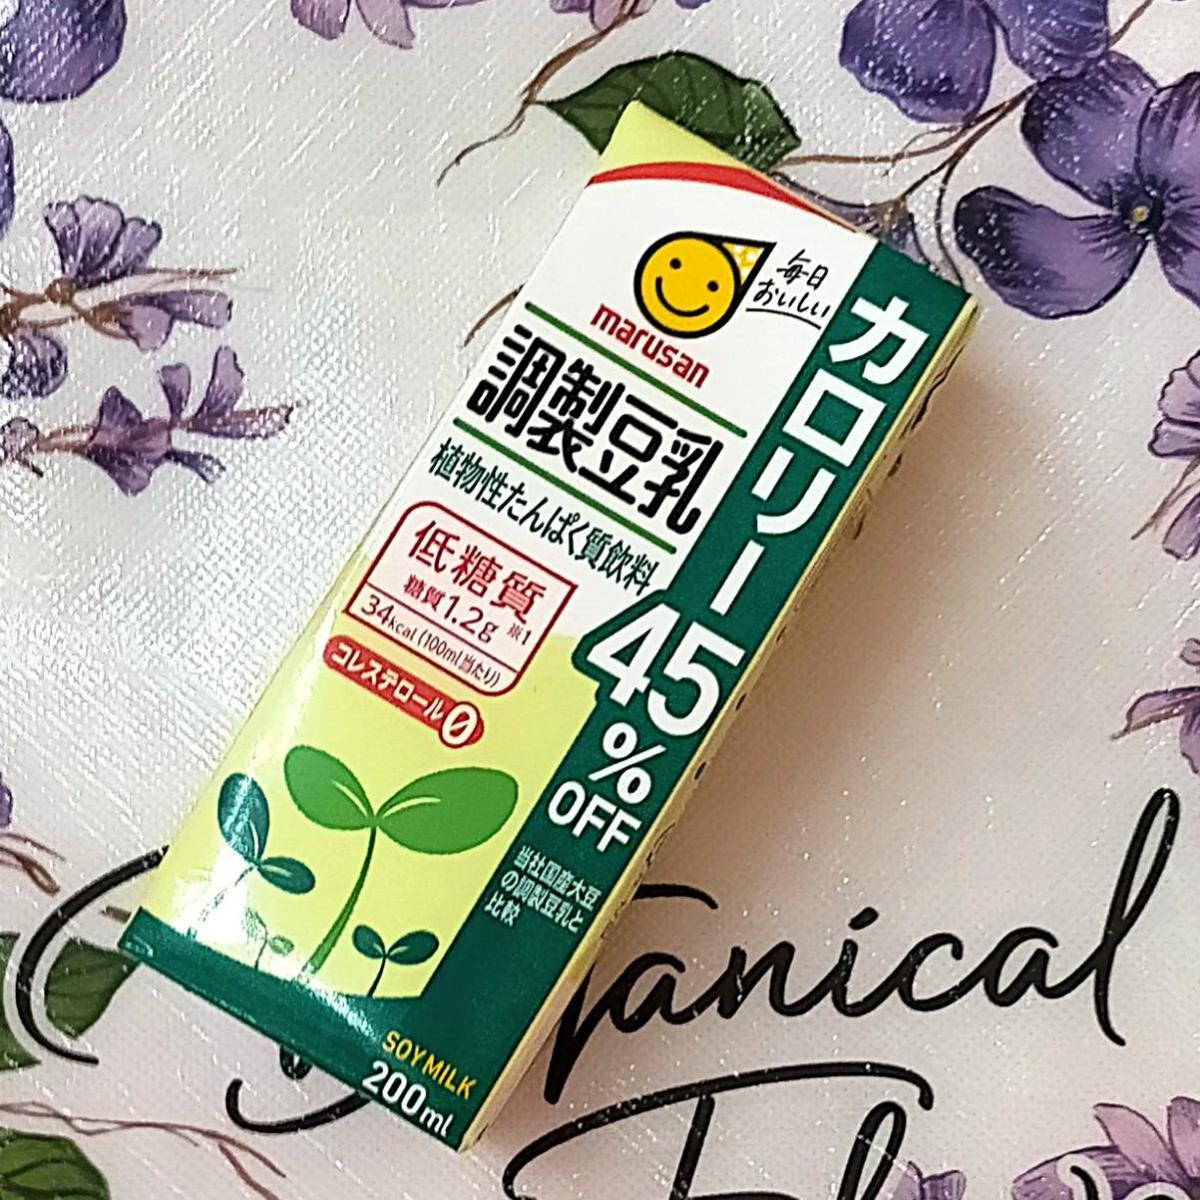 毎日
おいしい
marusan
調製豆乳
植物性たんぱく質飲料
低糖質
糖質1.2g ※1
34kcal (100ml当たり)
コレステロール0
カロリー
45
%
OFF
当社国産大豆
の調製豆乳と
比較
SOYMILK
200ml
tanical